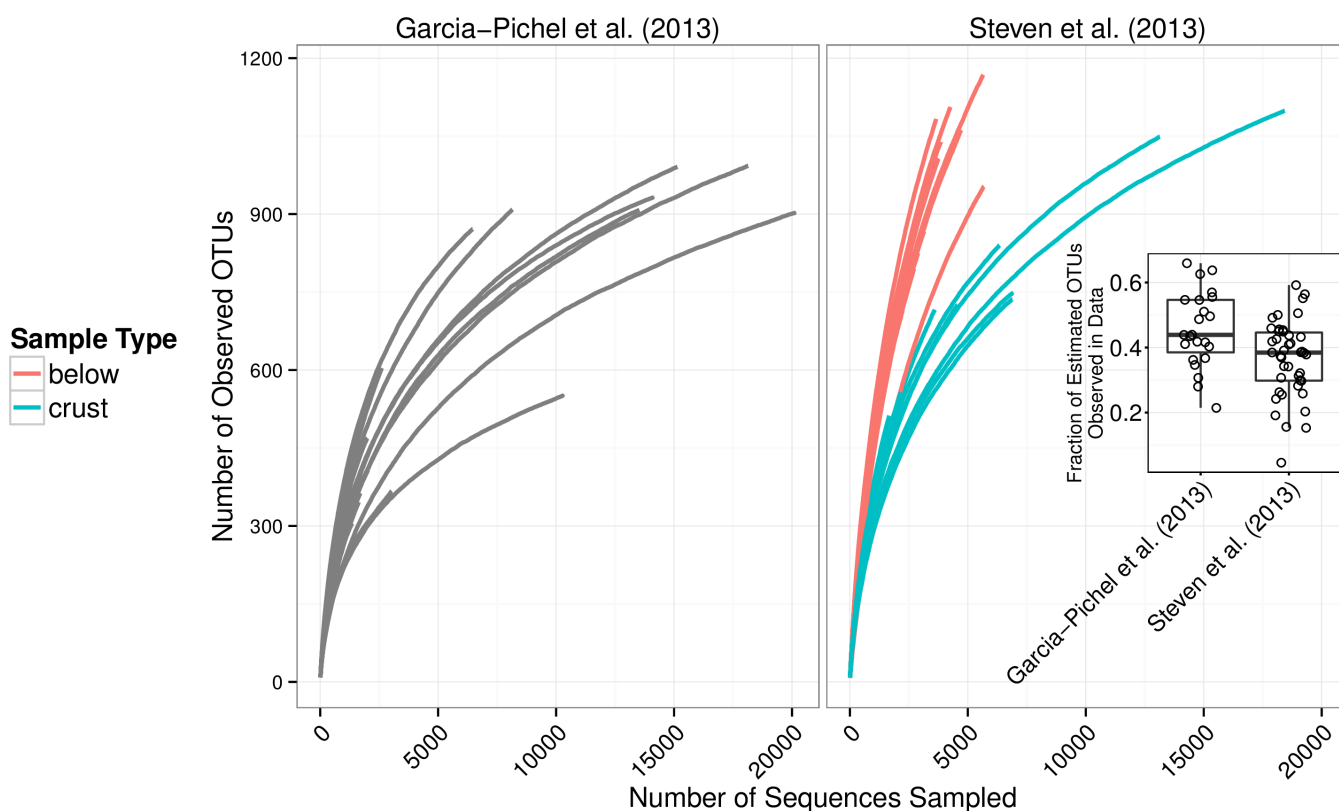 Garcia−Pichel et al. (2013)
Steven et al. (2013)
1200
900
600
300
0
Number of Observed OTUs
Sample Type
below
crust
0.6
0.4
0.2
Fraction of Estimated OTUs
Observed in Data
Garcia−Pichel et al. (2013)
Steven et al. (2013)
0
5000
10000
15000
20000
0
5000
10000
15000
20000
Number of Sequences Sampled